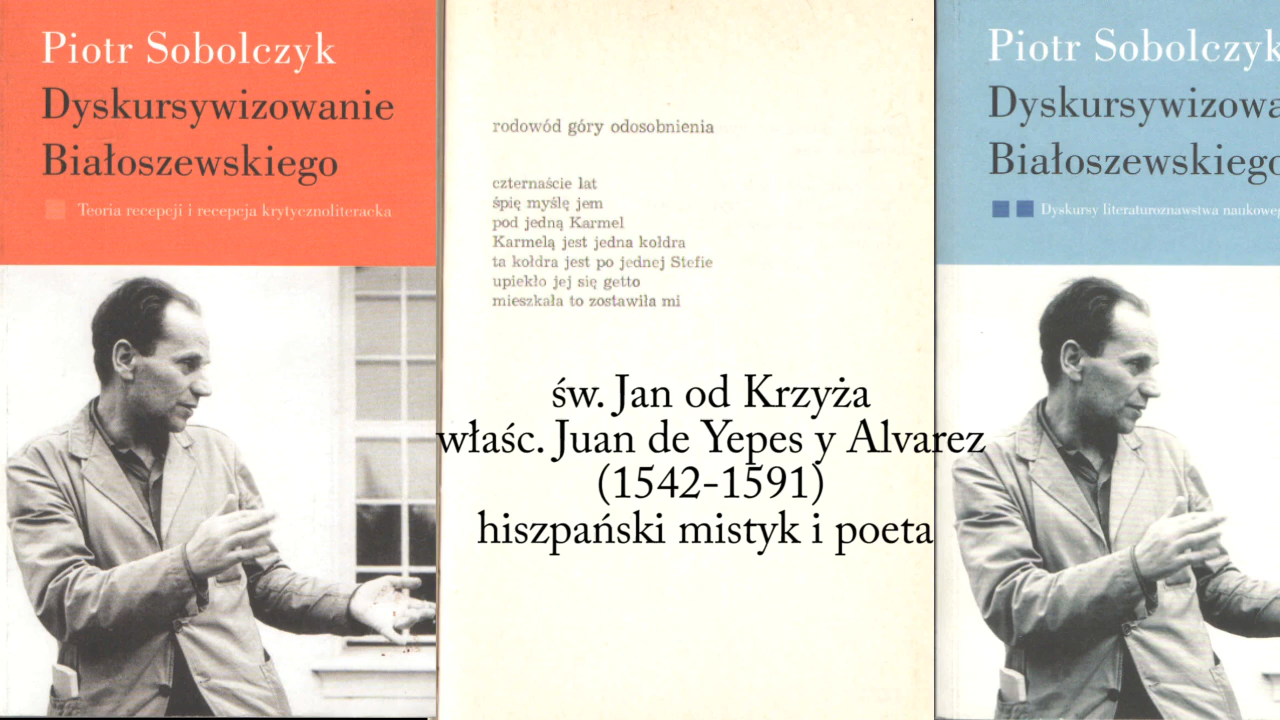 Piotr Sobolczyk
Dyskursywizowanie
Białoszewskiego
Teoria recepcji i recepcja krytycznoliteracka
rodowód góry odosobnienia
czternaście lat
śpię myślę jem
pod jedną Karmel
Karmelą jest jedna kołdra
ta kołdra jest po jednej Stefie
upiekło jej się getto
mieszkała to zostawiła mi
św. Jan od Krzyża
właśc. Juan de Yepes y Alvarez
(1542-1591)
hiszpański mistyk i poeta
Piotr Sobolczyk
Dyskursywizowa
Białoszewskiego
Dyskursy literaturoznawstwa naukoweg